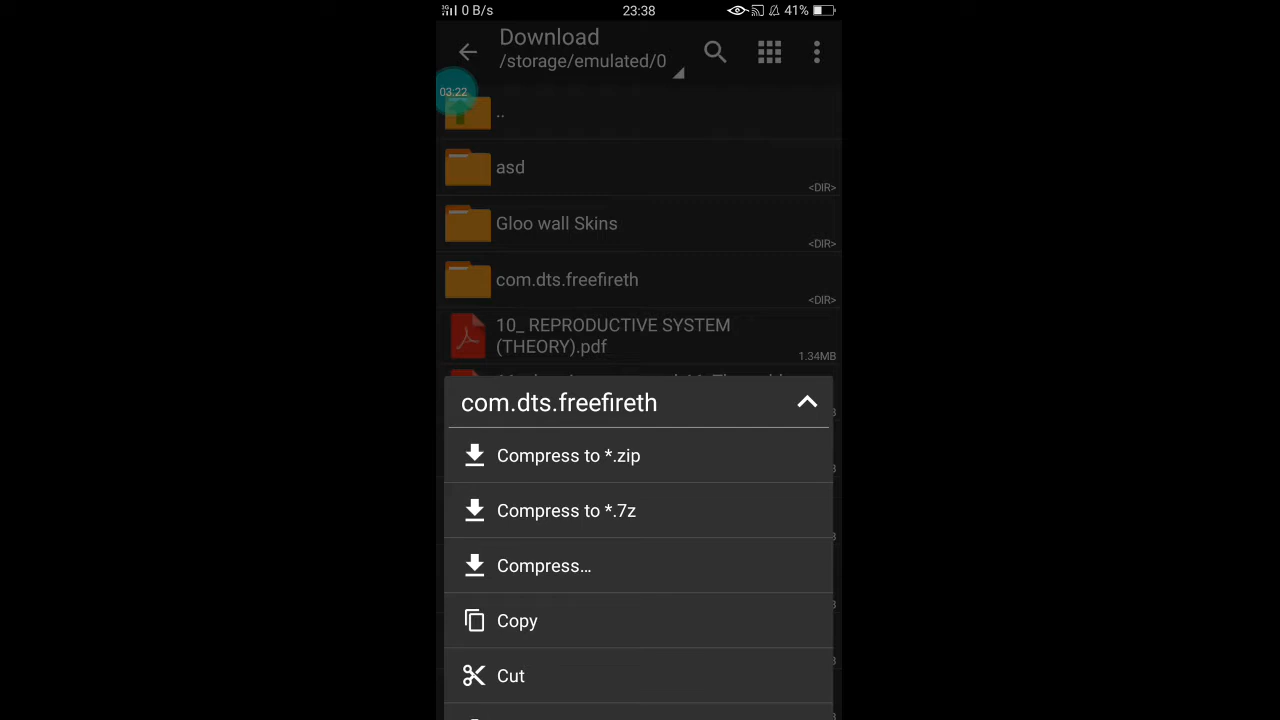 3G 0 B/s 23:38 41%
Download
/storage/emulated/0
03:22
..
asd
<DIR>
Gloo wall Skins
<DIR>
com.dts.freefireth
<DIR>
10_ REPRODUCTIVE SYSTEM
(THEORY).pdf
1.34MB
com.dts.freefireth
Compress to *.zip
Compress to *.7z
Compress...
Copy
Cut